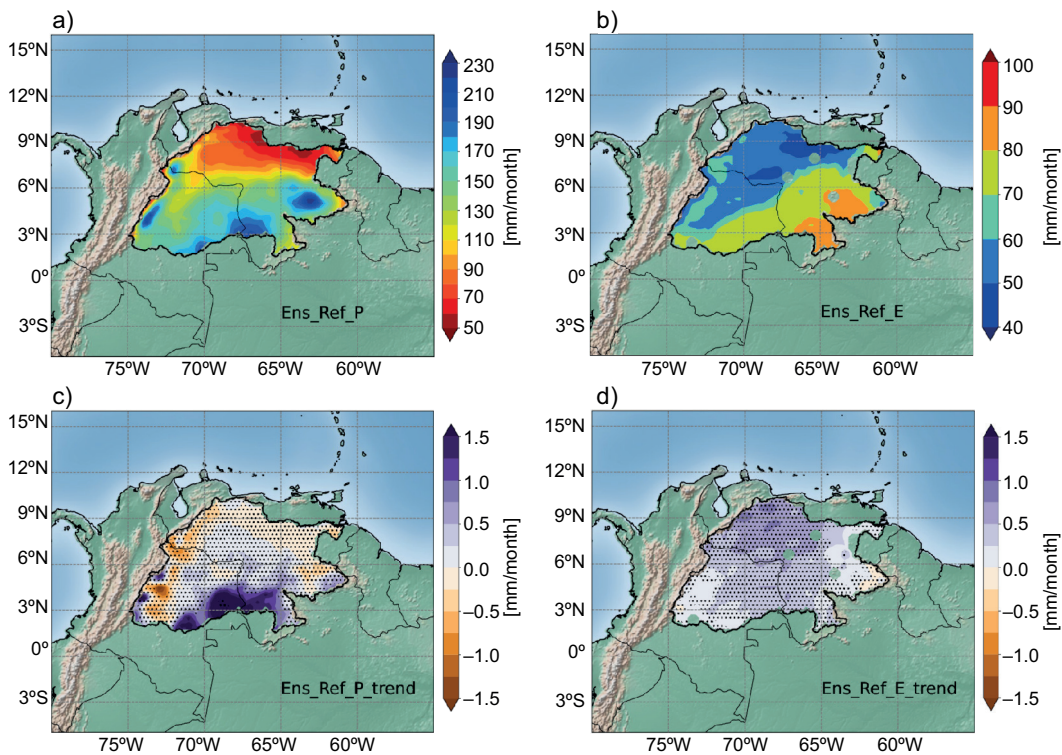 a)
b)
15ºN
12ºN
9ºN
6ºN
3ºN
0º
3ºS
75ºW 70ºW 65ºW 60ºW
Ens_Ref_P
230
210
190
170
150
130
110
90
70
50
[mm/month]
15ºN
12ºN
9ºN
6ºN
3ºN
0º
3ºS
75ºW 70ºW 65ºW 60ºW
Ens_Ref_E
100
90
80
70
60
50
40
[mm/month]
c)
d)
15ºN
12ºN
9ºN
6ºN
3ºN
0º
3ºS
75ºW 70ºW 65ºW 60ºW
Ens_Ref_P_trend
1.5
1.0
0.5
0.0
–0.5
–1.0
–1.5
[mm/month]
15ºN
12ºN
9ºN
6ºN
3ºN
0º
3ºS
75ºW 70ºW 65ºW 60ºW
Ens_Ref_E_trend
1.5
1.0
0.5
0.0
–0.5
–1.0
–1.5
[mm/month]